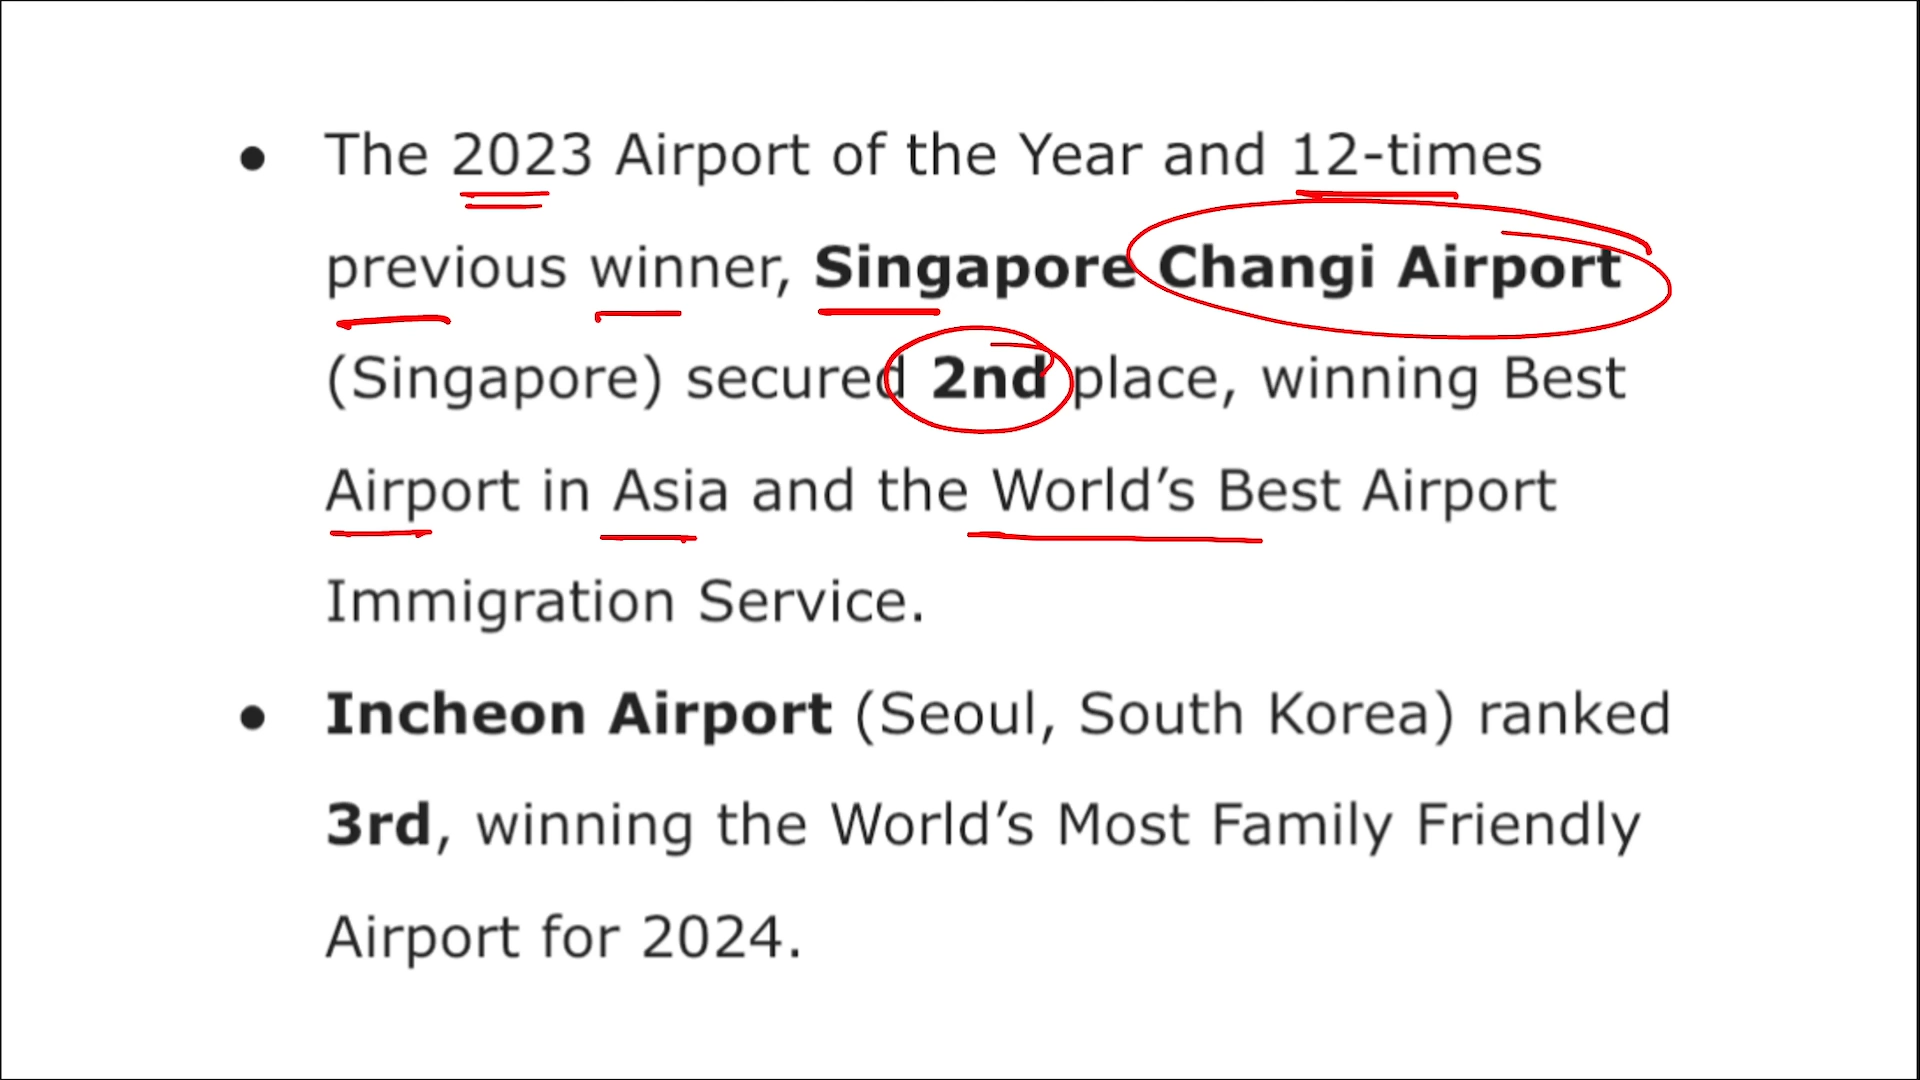 ● The 2023 Airport of the Year and 12-times
previous winner, Singapore Changi Airport
(Singapore) secured 2nd place, winning Best
Airport in Asia and the World’s Best Airport
Immigration Service.
● Incheon Airport (Seoul, South Korea) ranked
3rd, winning the World’s Most Family Friendly
Airport for 2024.